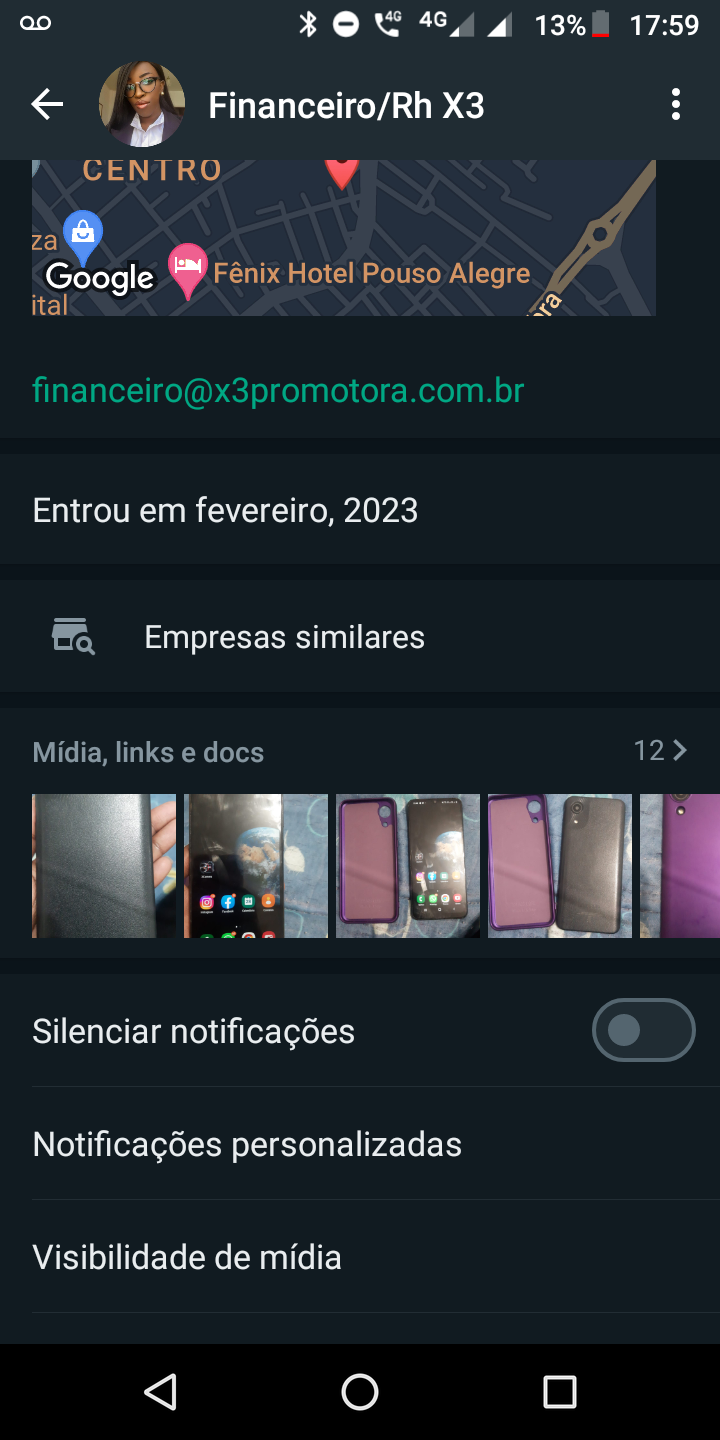 4G
4G
13%
17:59
Financeiro/Rh X3
CENTRO
za
Google
Fênix Hotel Pouso Alegre
ital
ora
financeiro@x3promotora.com.br
Entrou em fevereiro, 2023
Empresas similares
Mídia, links e docs
12
Silenciar notificações
Notificações personalizadas
Visibilidade de mídia